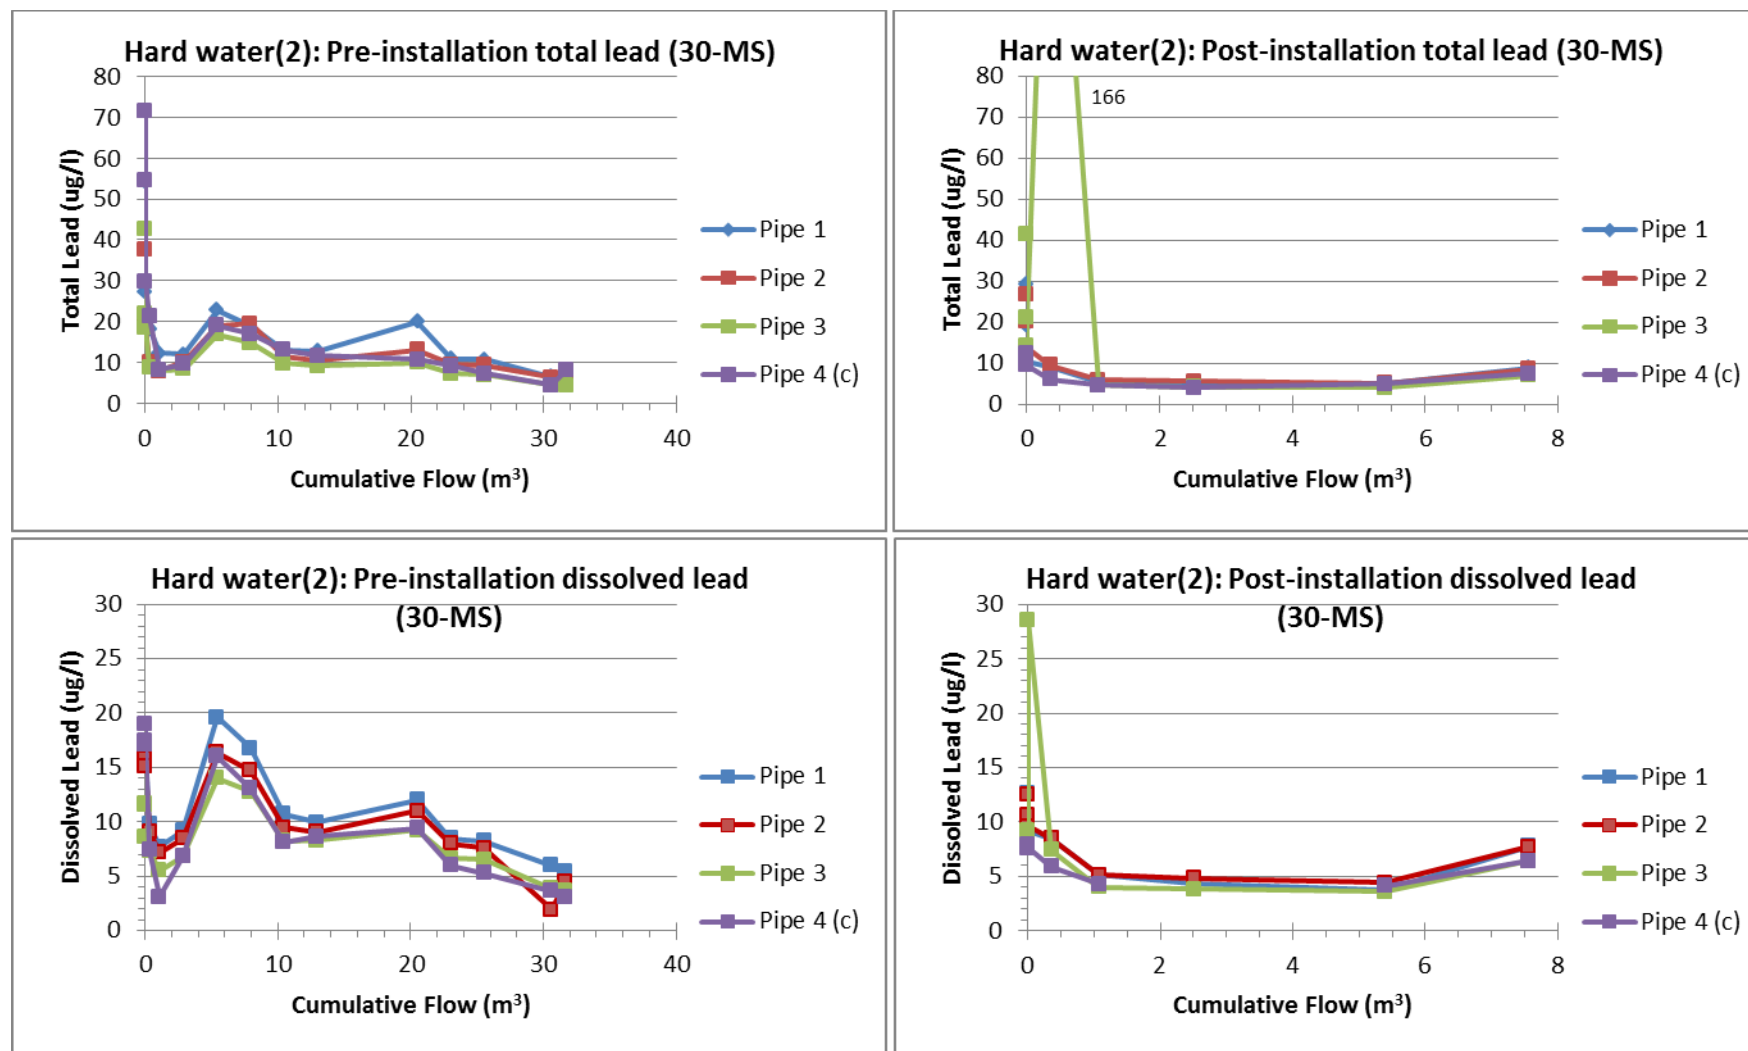 Hard water(2): Pre-installation total lead (30-MS)
80
70
60
50
40
30
20
10
0
Total Lead (ug/l)
0 10 20 30 40
Cumulative Flow (m³)
Pipe 1
Pipe 2
Pipe 3
Pipe 4 (c)
Hard water(2): Post-installation total lead (30-MS)
80
70
60
50
40
30
20
10
0
Total Lead (ug/l)
166
0 2 4 6 8
Cumulative Flow (m³)
Pipe 1
Pipe 2
Pipe 3
Pipe 4 (c)
Hard water(2): Pre-installation dissolved lead
(30-MS)
30
25
20
15
10
5
0
Dissolved Lead (ug/l)
0 10 20 30 40
Cumulative Flow (m³)
Pipe 1
Pipe 2
Pipe 3
Pipe 4 (c)
Hard water(2): Post-installation dissolved lead
(30-MS)
30
25
20
15
10
5
0
Dissolved Lead (ug/l)
0 2 4 6 8
Cumulative Flow (m³)
Pipe 1
Pipe 2
Pipe 3
Pipe 4 (c)